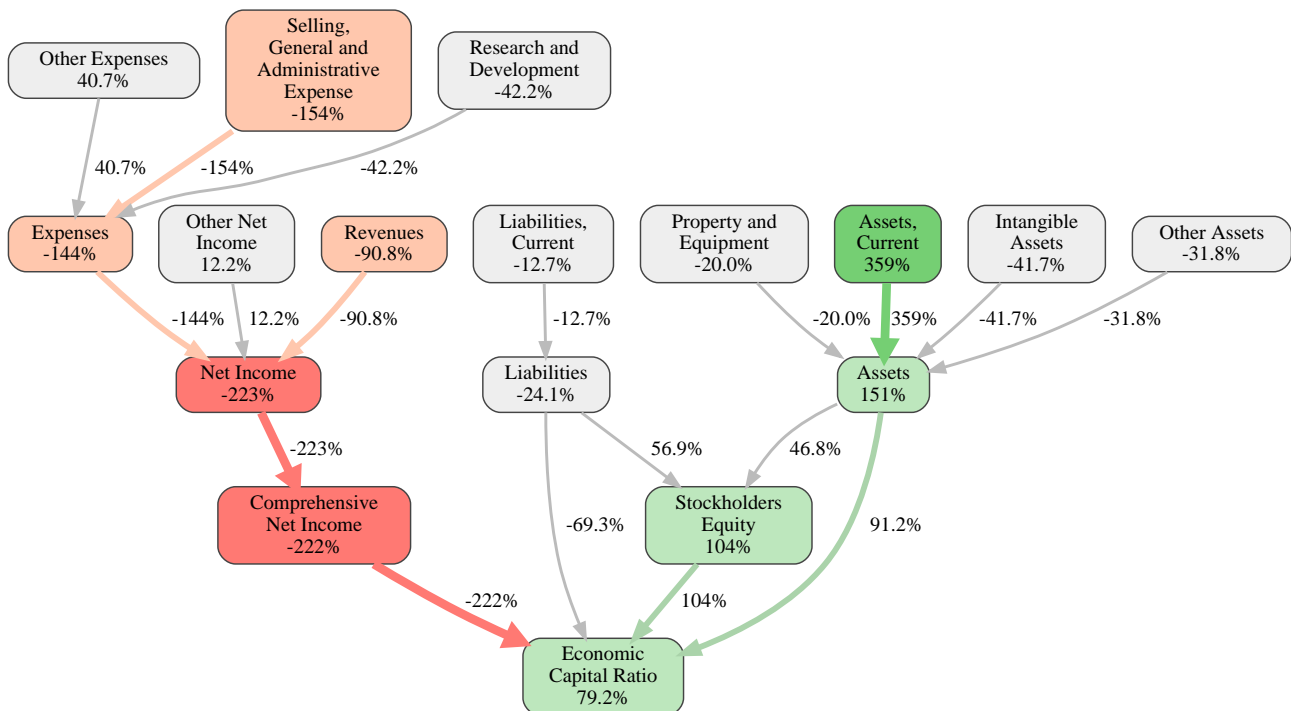 Selling,
General and
Administrative
Expense
-154%
Other Expenses
40.7%
Research and
Development
-42.2%
40.7%
-154%
-42.2%
Expenses
-144%
Other Net
Income
12.2%
Revenues
-90.8%
Liabilities,
Current
-12.7%
Property and
Equipment
-20.0%
Assets,
Current
359%
Intangible
Assets
-41.7%
Other Assets
-31.8%
-144%
12.2%
-90.8%
-12.7%
-20.0%
359%
-41.7%
-31.8%
Net Income
-223%
Liabilities
-24.1%
Assets
151%
-223%
56.9%
46.8%
Comprehensive
Net Income
-222%
-69.3%
Stockholders
Equity
104%
91.2%
-222%
104%
Economic
Capital Ratio
79.2%